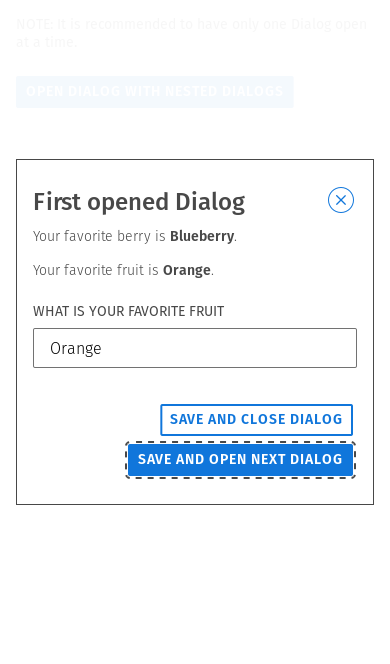 NOTE: It is recommended to have only one Dialog open
at a time.
OPEN DIALOG WITH NESTED DIALOGS
First opened Dialog
Your favorite berry is Blueberry.
Your favorite fruit is Orange.
WHAT IS YOUR FAVORITE FRUIT
Orange
SAVE AND CLOSE DIALOG
SAVE AND OPEN NEXT DIALOG